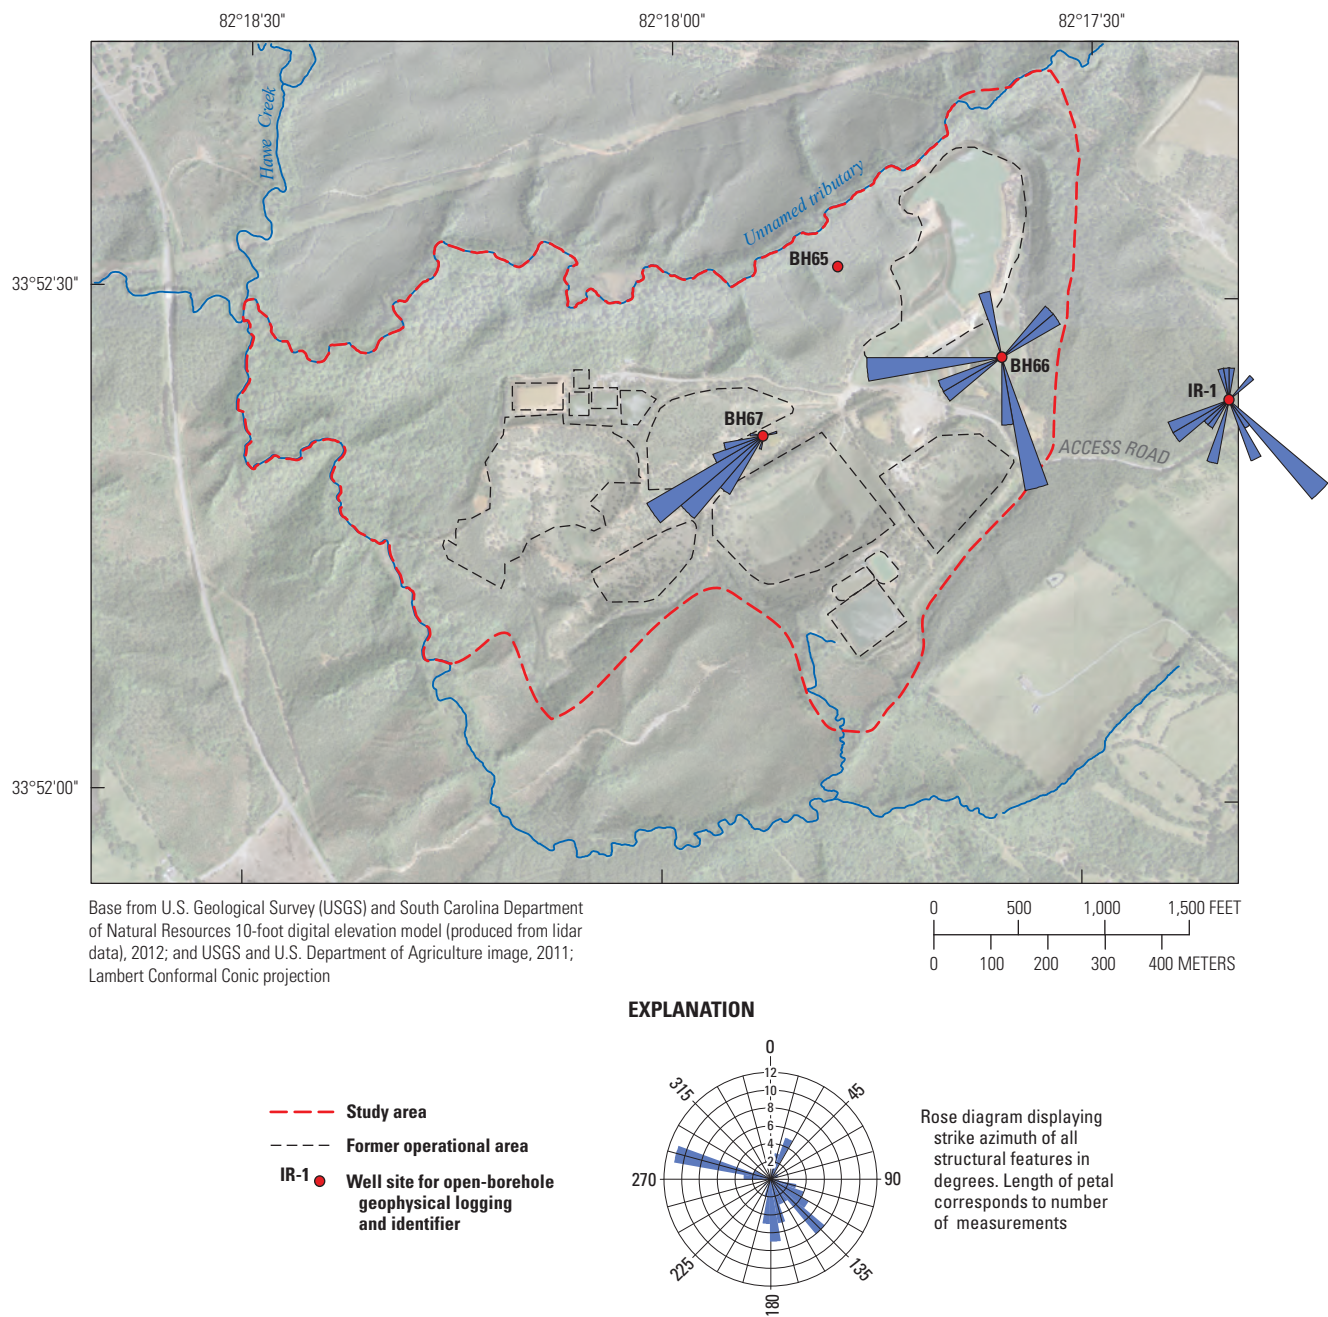 82°18'30"
82°18'00"
82°17'30"
Hawe Creek
Unnamed tributary
BH65
33°52'30"
BH66
IR-1
BH67
ACCESS ROAD
33°52'00"
Base from U.S. Geological Survey (USGS) and South Carolina Department
of Natural Resources 10-foot digital elevation model (produced from lidar
data), 2012; and USGS and U.S. Department of Agriculture image, 2011;
Lambert Conformal Conic projection
0 500 1,000 1,500 FEET
0 100 200 300 400 METERS
EXPLANATION
Study area
Former operational area
IR-1
Well site for open-borehole
geophysical logging
and identifier
0
12
10
8
6
4
2
45
90
135
180
225
270
315
Rose diagram displaying
strike azimuth of all
structural features in
degrees. Length of petal
corresponds to number
of measurements